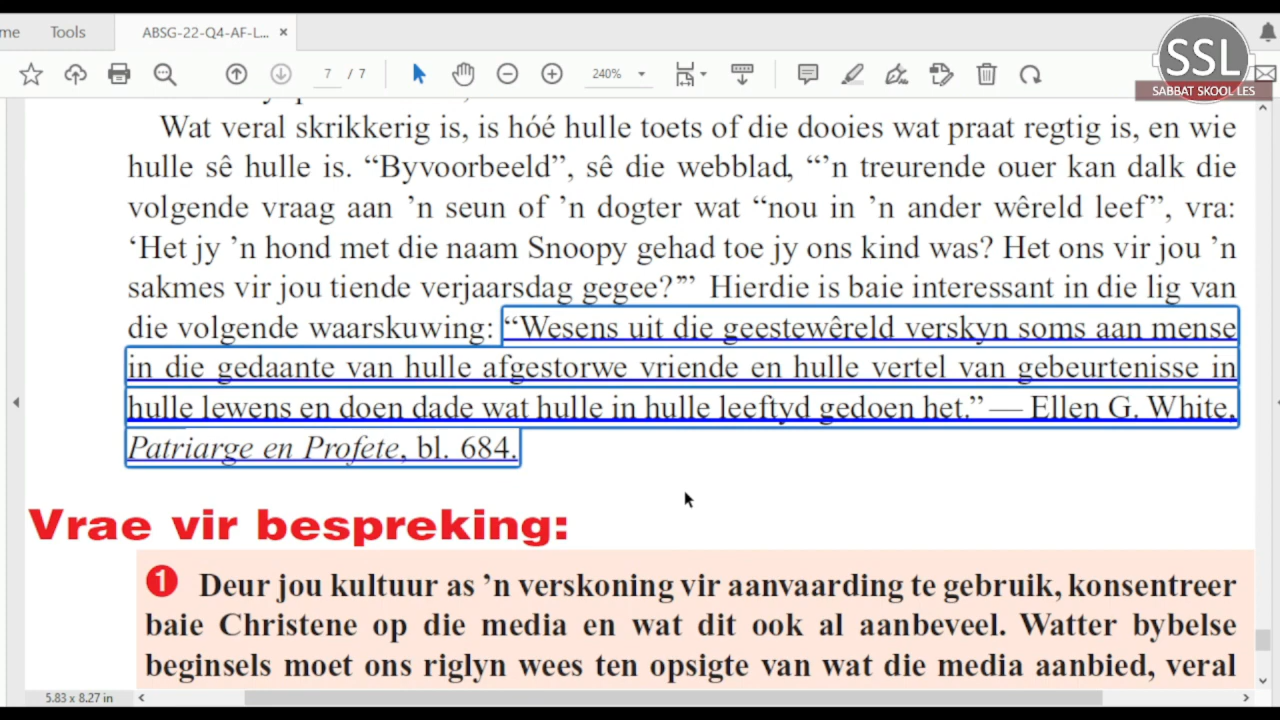 me Tools ABSG-22-Q4-AF-L... ×
SSL
SABBAT SKOOL LES
7 / 7 240%
Wat veral skrikkerig is, is hóé hulle toets of die dooies wat praat regtig is, en wie
hulle sê hulle is. “Byvoorbeeld”, sê die webblad, “’n treurende ouer kan dalk die
volgende vraag aan ’n seun of ’n dogter wat “nou in ’n ander wêreld leef”, vra:
‘Het jy ’n hond met die naam Snoopy gehad toe jy ons kind was? Het ons vir jou ’n
sakmes vir jou tiende verjaarsdag gegee?’” Hierdie is baie interessant in die lig van
die volgende waarskuwing: “Wesens uit die geestewêreld verskyn soms aan mense
in die gedaante van hulle afgestorwe vriende en hulle vertel van gebeurtenisse in
hulle lewens en doen dade wat hulle in hulle leeftyd gedoen het.” — Ellen G. White,
Patriarge en Profete, bl. 684.
Vrae vir bespreking:
1 Deur jou kultuur as ’n verskoning vir aanvaarding te gebruik, konsentreer
baie Christene op die media en wat dit ook al aanbeveel. Watter bybelse
beginsels moet ons riglyn wees ten opsigte van wat die media aanbied, veral
5.83 x 8.27 in